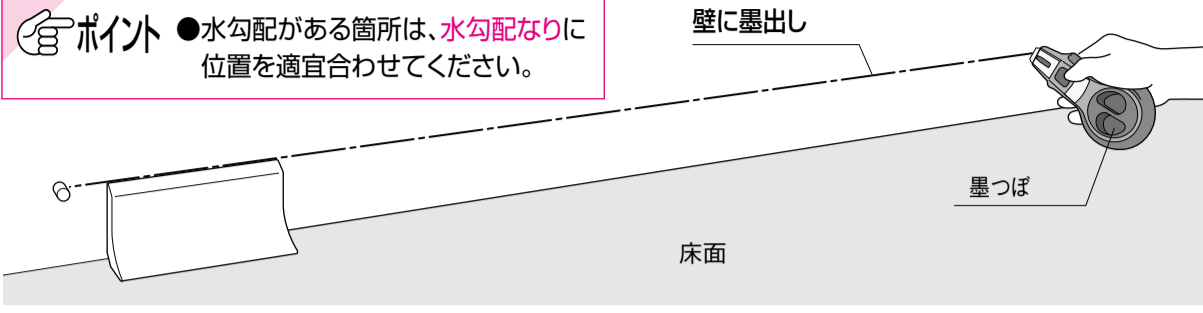 ポイント ●水勾配がある箇所は、水勾配なりに
位置を適宜合わせてください。
壁に墨出し
墨つぼ
床面